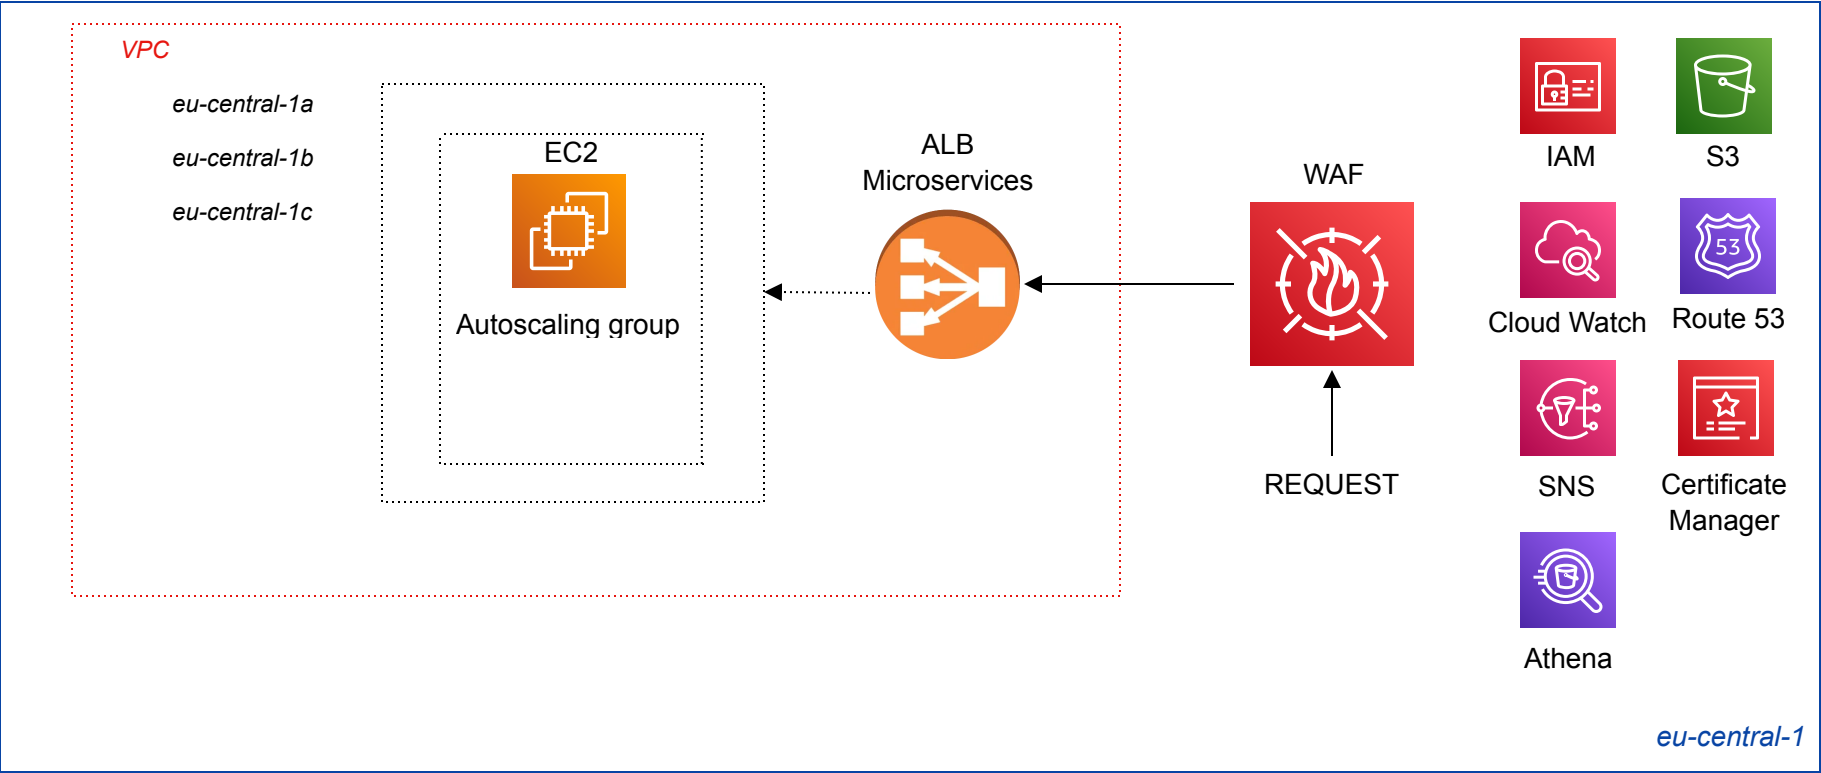 VPC
eu-central-1a
eu-central-1b
eu-central-1c
EC2
Autoscaling group
ALB
Microservices
WAF
REQUEST
IAM
S3
Cloud Watch
53
Route 53
SNS
Certificate
Manager
Athena
eu-central-1